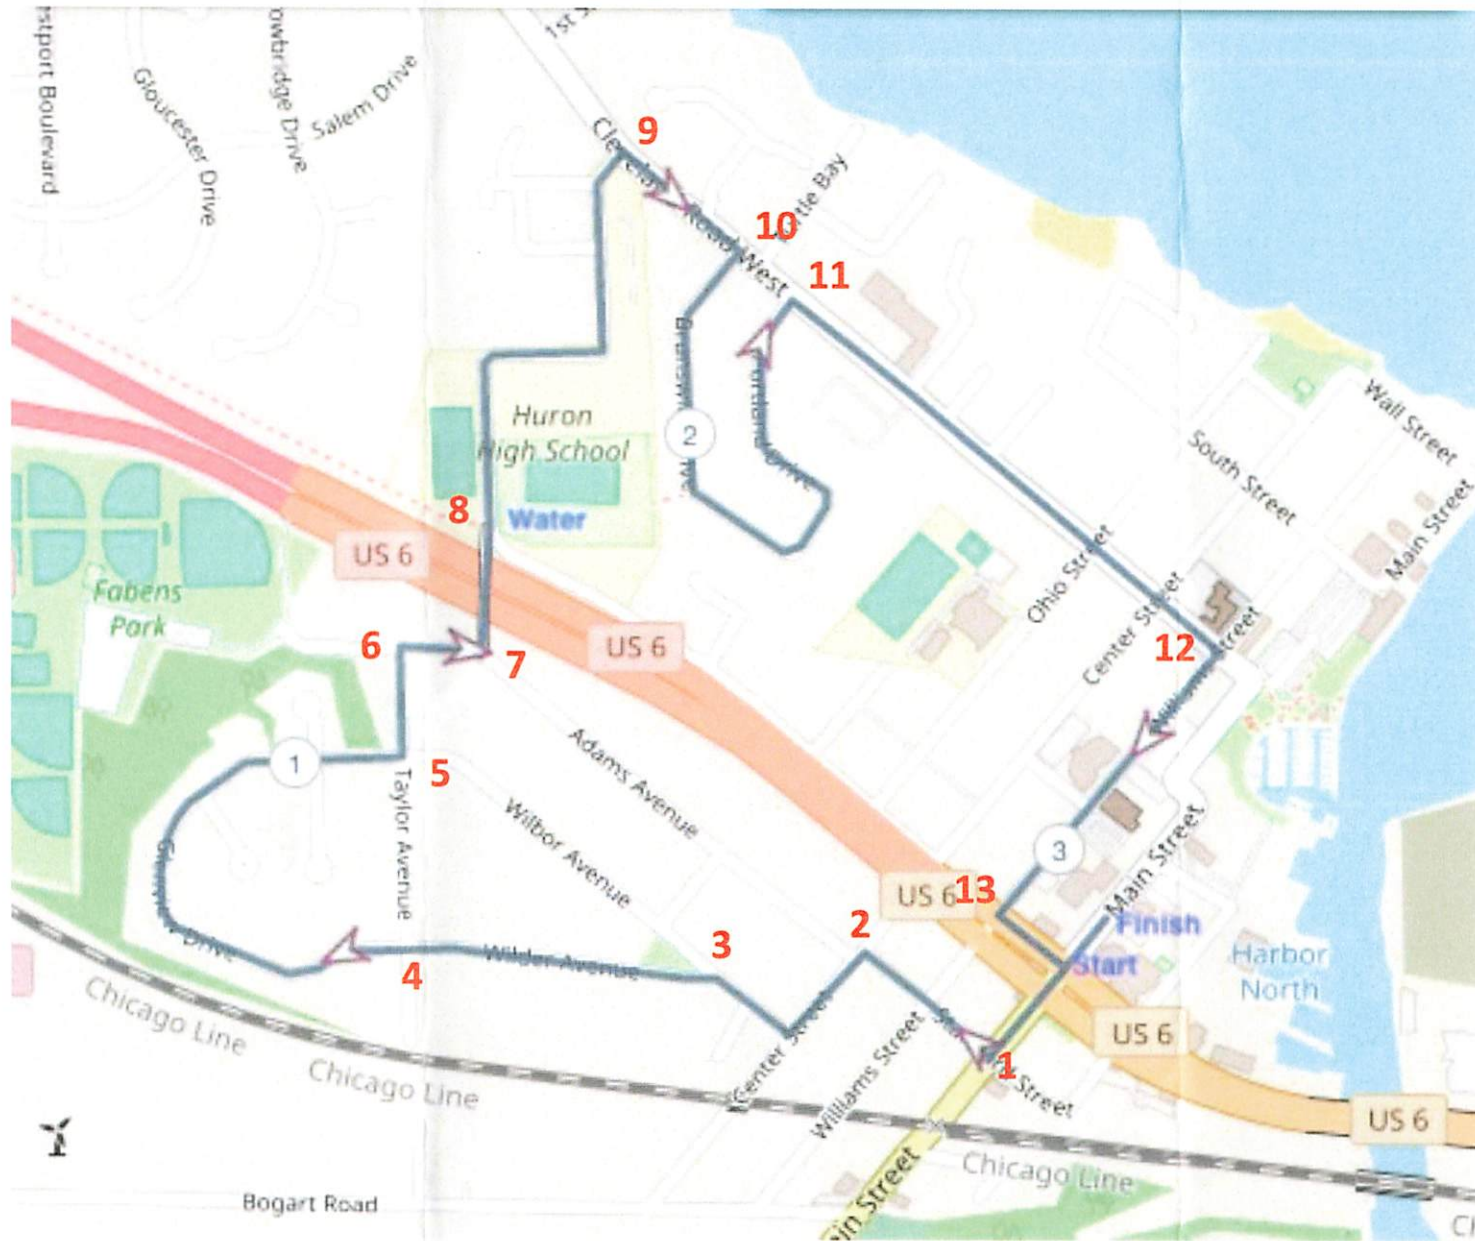 1st S
stport Boulevard
Gloucester Drive
owbridge Drive
Salem Drive
9
Road West
10
11
2
Huron
High School
8
Water
US 6
US 6
Fabens
Park
6
7
Wall Street
South Street
Main Street
Ohio Street
Center Street
12
1
5
Taylor Avenue
Adams Avenue
Wilbor Avenue
3
Main Street
US 6
13
Finish
Start
Harbor
North
2
3
Wilder Avenue
4
Drive
Center Street
Williams Street
1
Street
US 6
US 6
Chicago Line
Chicago Line
Chicago Line
ain Street
Bogart Road